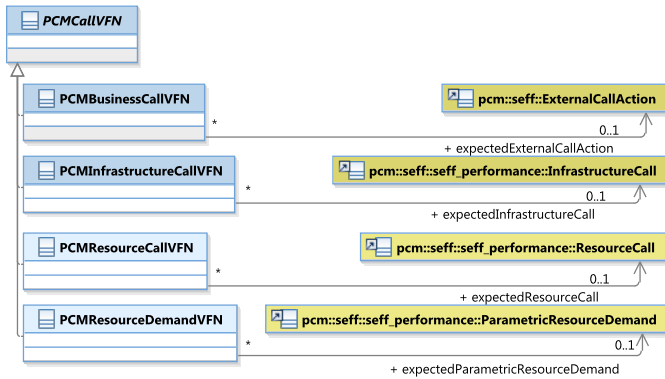 PCMCallVFN
PCMBusinessCallVFN
pcm::seff::ExternalCallAction
*
0..1
+ expectedExternalCallAction
PCMInfrastructureCallVFN
pcm::seff::seff_performance::InfrastructureCall
*
0..1
+ expectedInfrastructureCall
PCMResourceCallVFN
pcm::seff::seff_performance::ResourceCall
*
0..1
+ expectedResourceCall
PCMResourceDemandVFN
pcm::seff::seff_performance::ParametricResourceDemand
*
0..1
+ expectedParametricResourceDemand